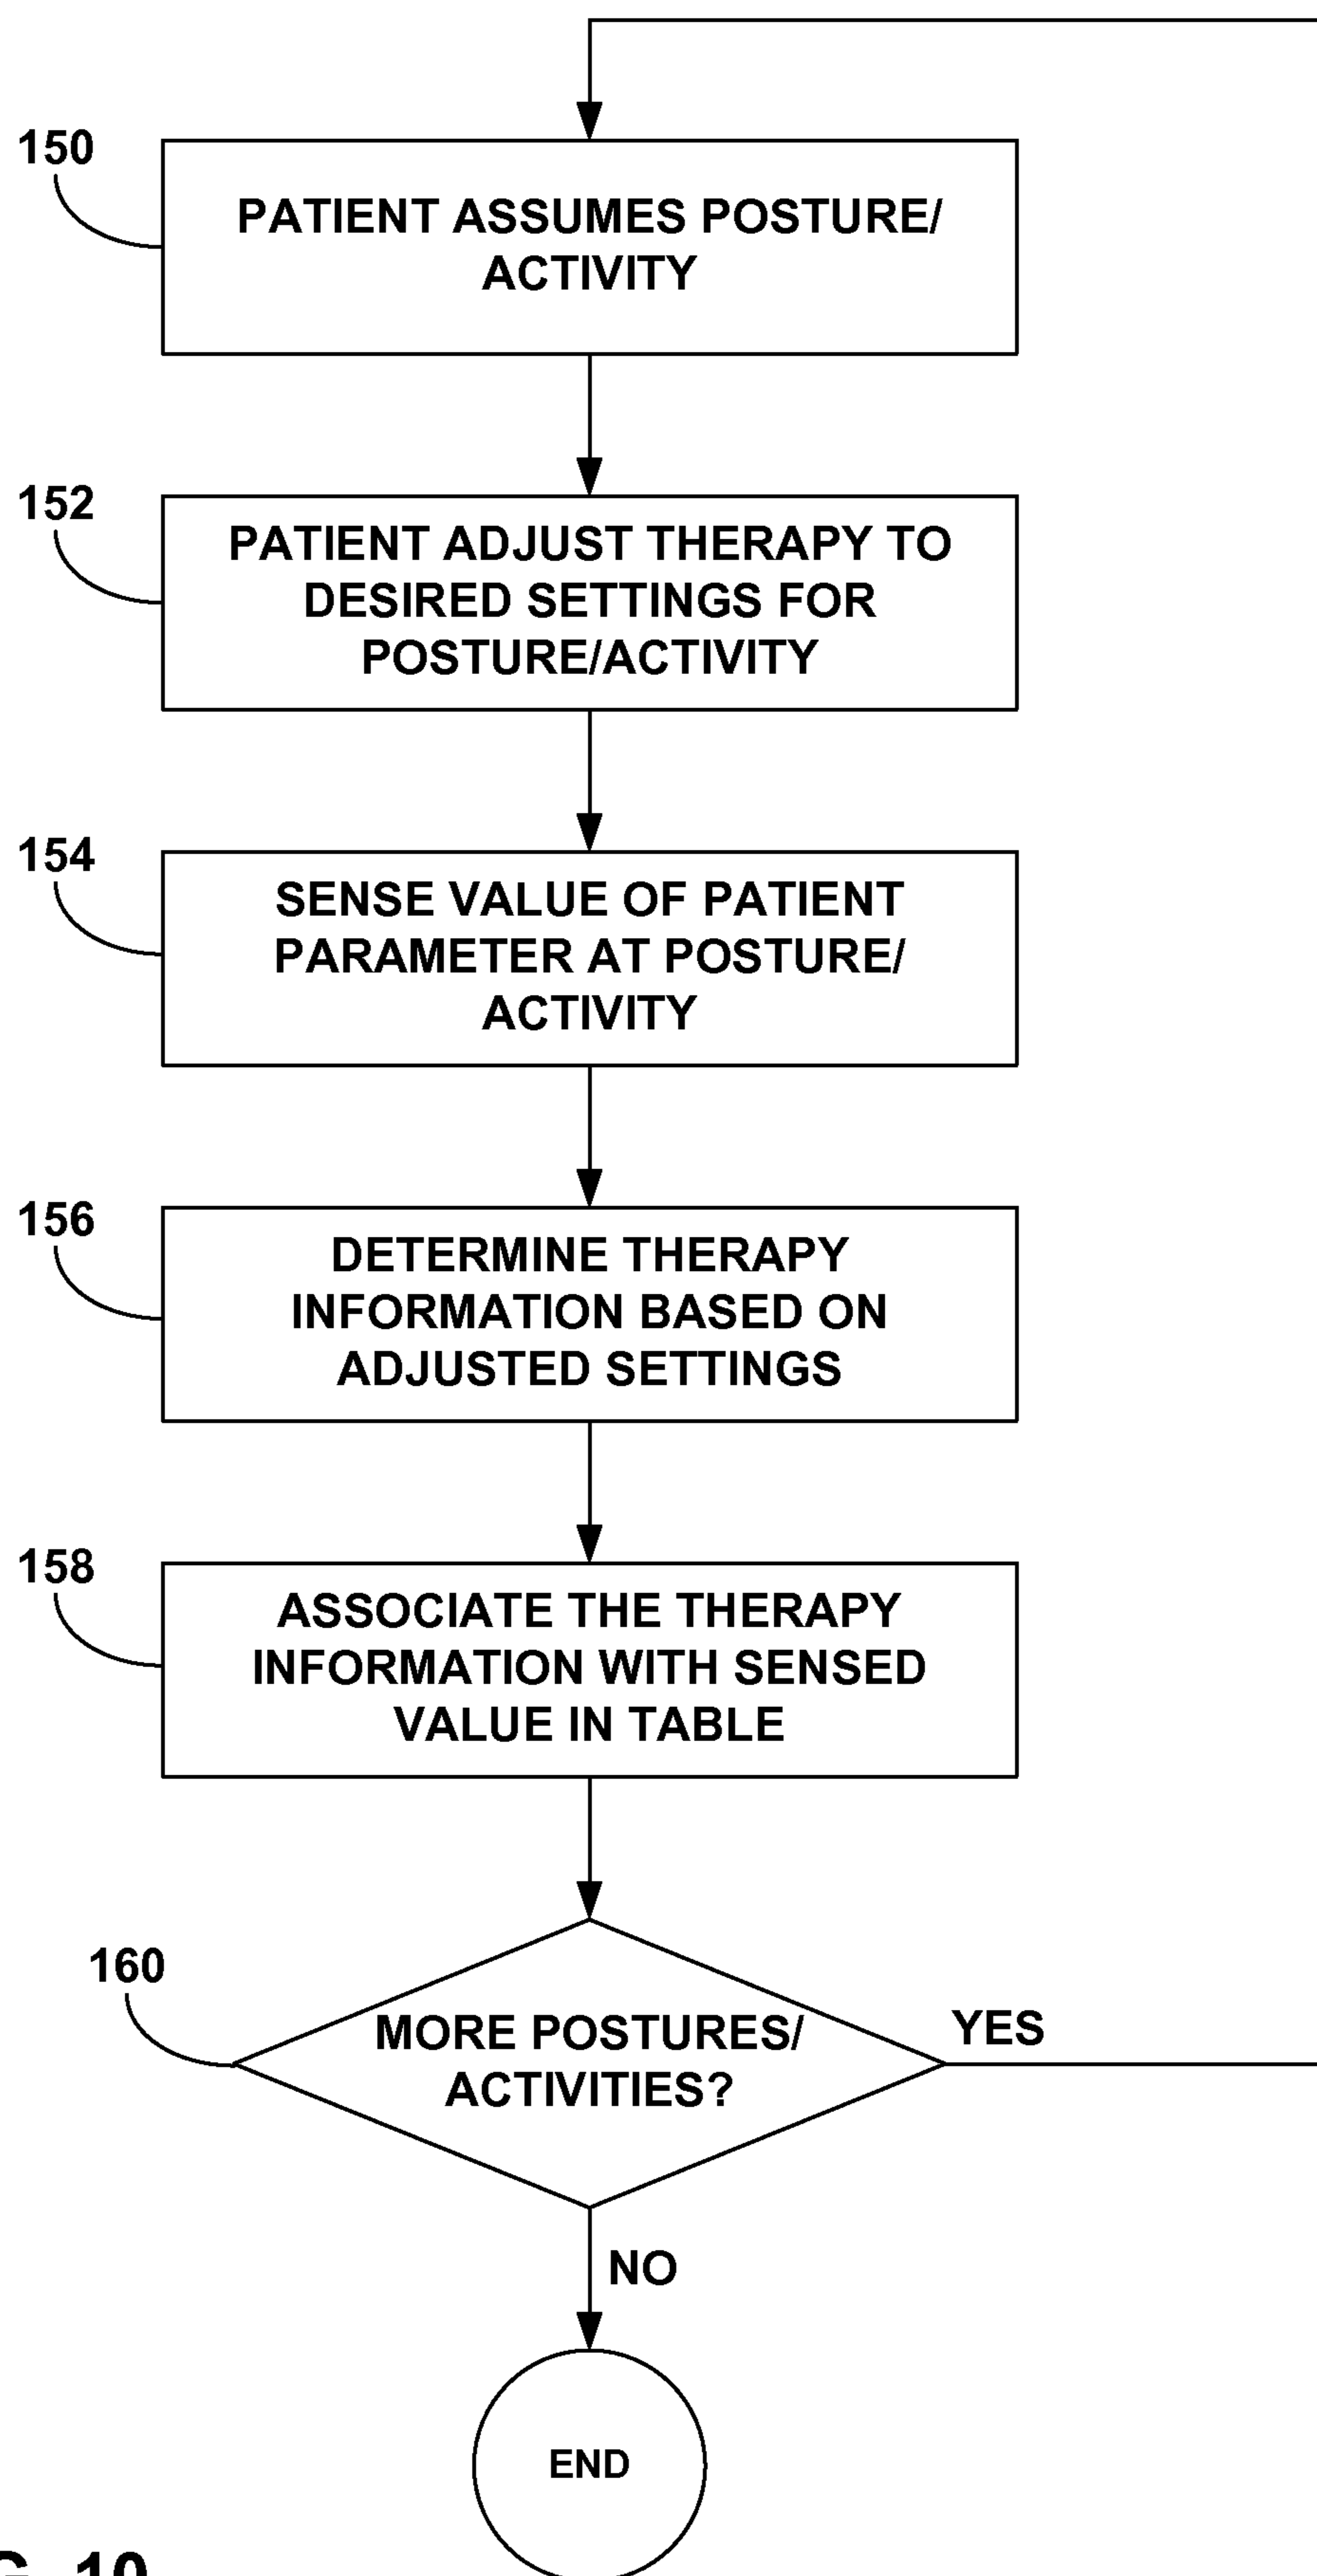 150
PATIENT ASSUMES POSTURE/
ACTIVITY
152
PATIENT ADJUST THERAPY TO
DESIRED SETTINGS FOR
POSTURE/ACTIVITY
154
SENSE VALUE OF PATIENT
PARAMETER AT POSTURE/
ACTIVITY
156
DETERMINE THERAPY
INFORMATION BASED ON
ADJUSTED SETTINGS
158
ASSOCIATE THE THERAPY
INFORMATION WITH SENSED
VALUE IN TABLE
160
MORE POSTURES/
ACTIVITIES?
YES
NO
END
10